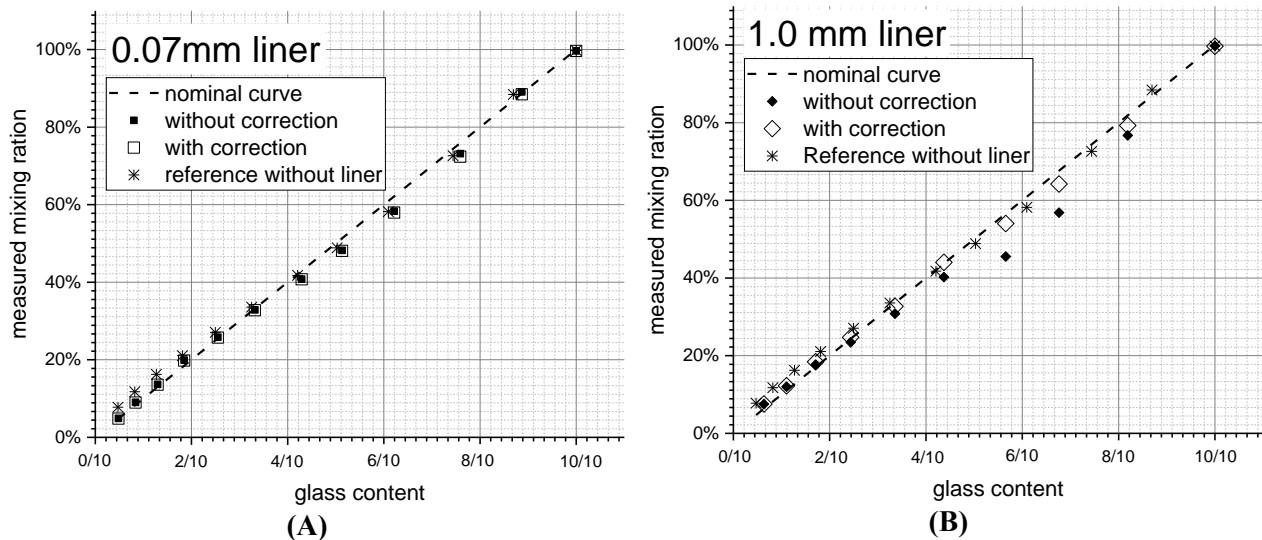 0.07mm liner
nominal curve
without correction
with correction
reference without liner
measured mixing ration
100%
80%
60%
40%
20%
0%
0/10 2/10 4/10 6/10 8/10 10/10
glass content
(A)
1.0 mm liner
nominal curve
without correction
with correction
Reference without liner
measured mixing ration
100%
80%
60%
40%
20%
0%
0/10 2/10 4/10 6/10 8/10 10/10
glass content
(B)